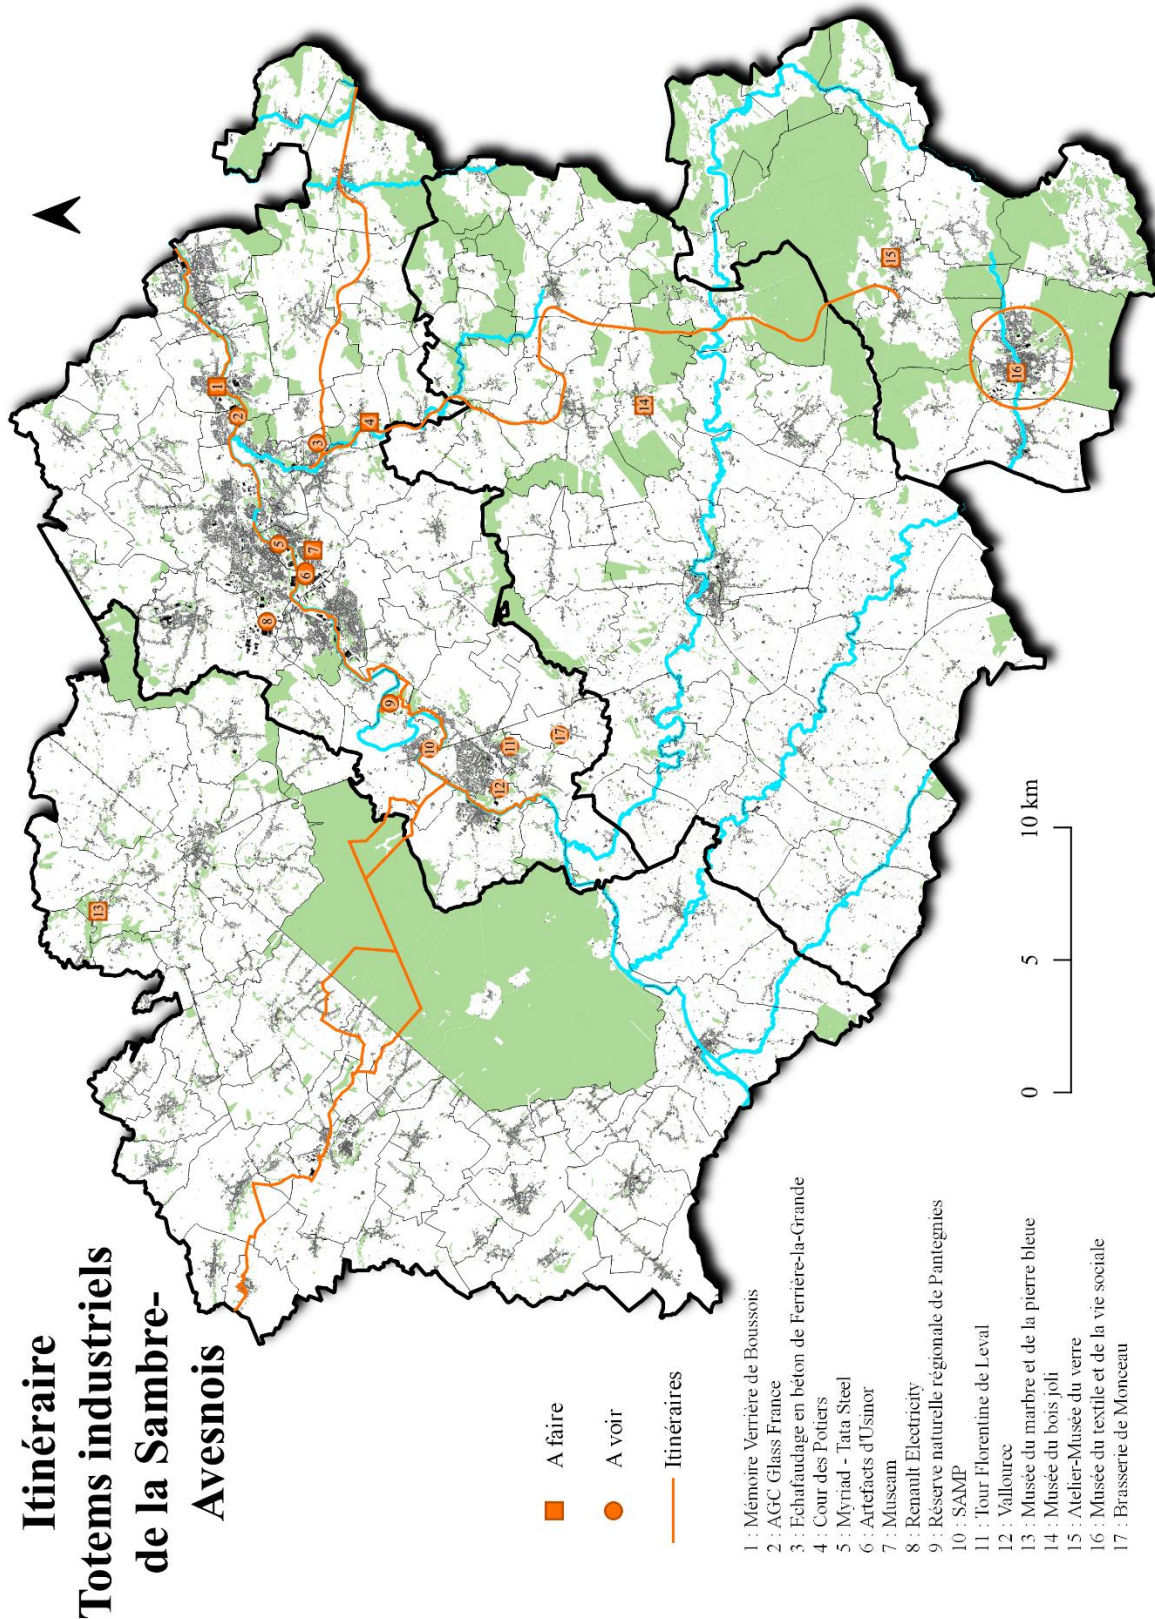 Itinéraire
Totems industriels
de la Sambre-
Avesnois
A faire
A voir
Itinéraires
1 : Mémoire Verrière de Boussois
2 : AGC Glass France
3 : Echafaudage en béton de Ferrière-la-Grande
4 : Cour des Potiers
5 : Myriad - Tata Steel
6 : Artefacts d'Usinor
7 : Museam
8 : Renault Electricity
9 : Réserve naturelle régionale de Pantegnies
10 : SAMP
11 : Tour Florentine de Leval
12 : Vallourec
13 : Musée du marbre et de la pierre bleue
14 : Musée du bois joli
15 : Atelier-Musée du verre
16 : Musée du textile et de la vie sociale
17 : Brasserie de Monceau
0 5 10 km
1
2
3
4
5
6
7
8
9
10
11
12
13
14
15
16
17